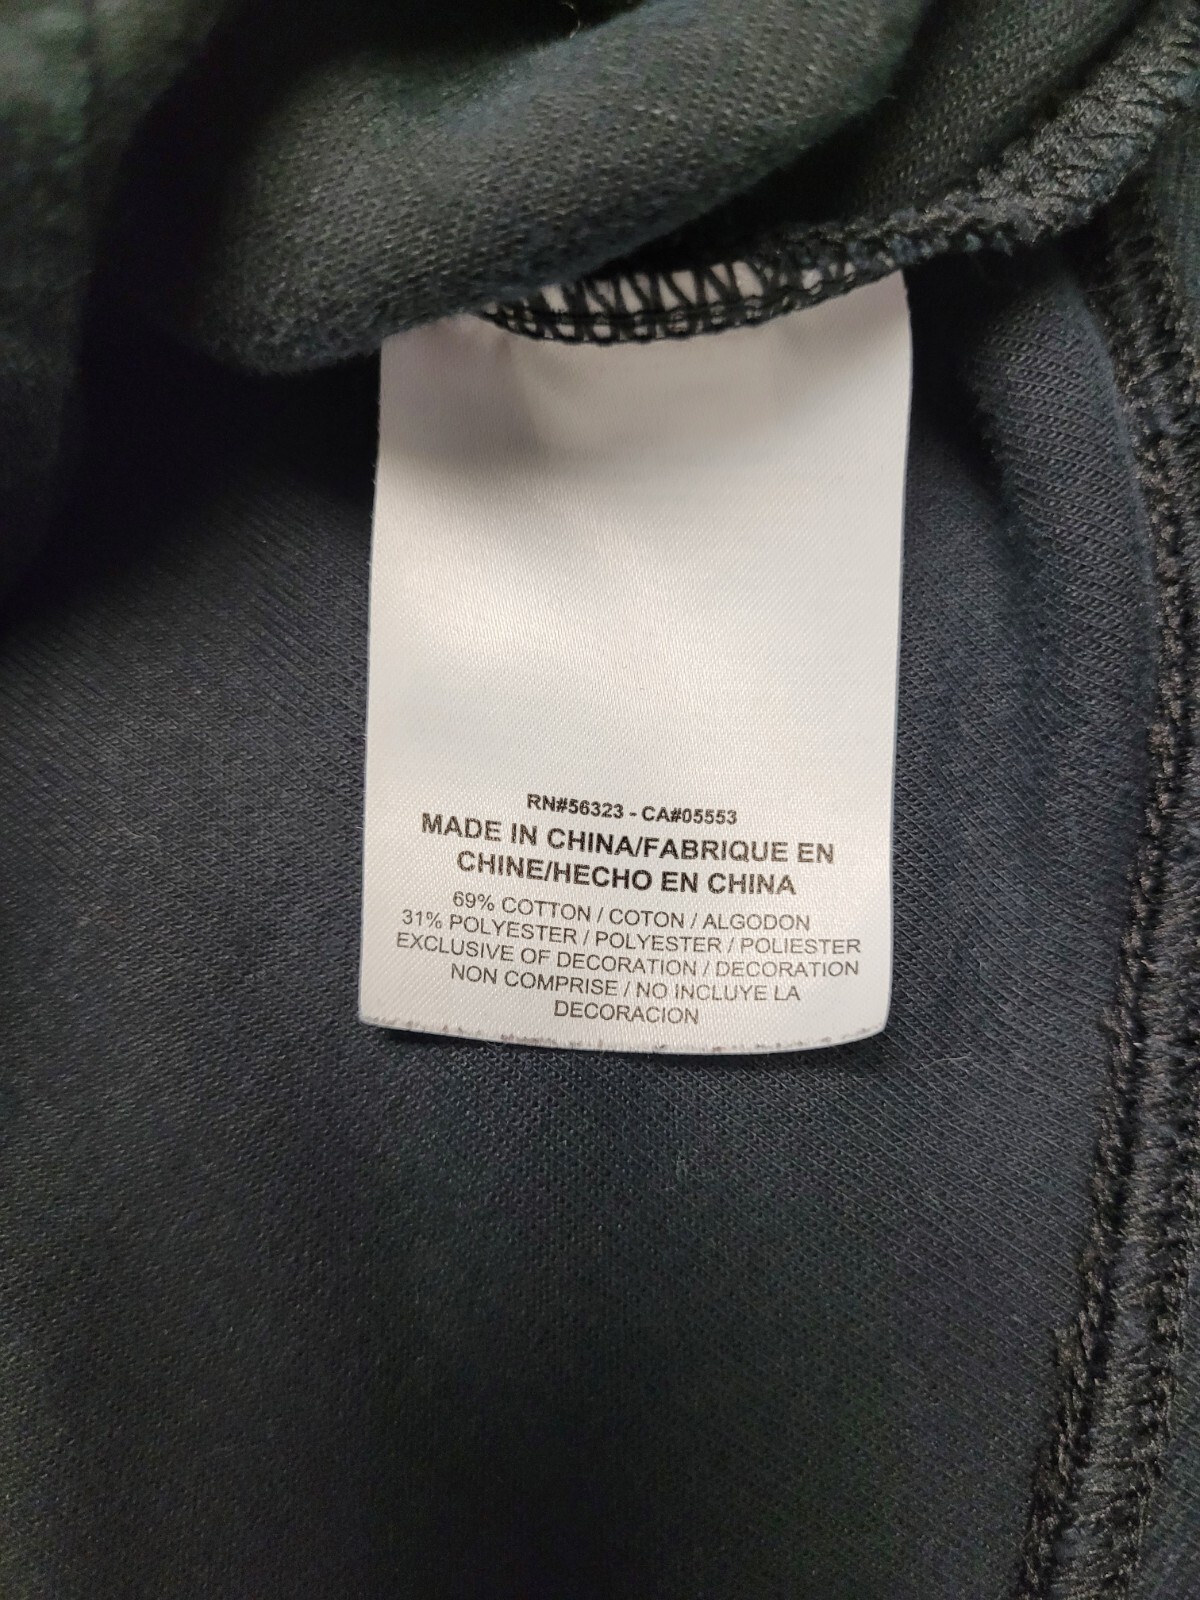 RN#56323 - CA#05553
MADE IN CHINA/FABRIQUE EN
CHINE/HECHO EN CHINA
69% COTTON / COTON / ALGODON
31% POLYESTER / POLYESTER / POLIESTER
EXCLUSIVE OF DECORATION / DECORATION
NON COMPRISE / NO INCLUYE LA
DECORACION